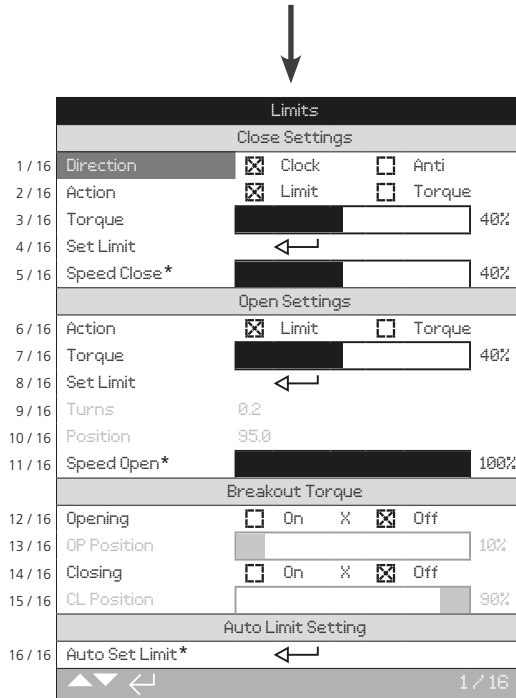 Limits
Close Settings
1 / 16 Direction Clock Anti
2 / 16 Action Limit Torque
3 / 16 Torque 40%
4 / 16 Set Limit
5 / 16 Speed Close* 40%
Open Settings
6 / 16 Action Limit Torque
7 / 16 Torque 40%
8 / 16 Set Limit
9 / 16 Turns 0.2
10 / 16 Position 95.0
11 / 16 Speed Open* 100%
Breakout Torque
12 / 16 Opening On X Off
13 / 16 OP Position 10%
14 / 16 Closing On X Off
15 / 16 CL Position 90%
Auto Limit Setting
16 / 16 Auto Set Limit*
1/16